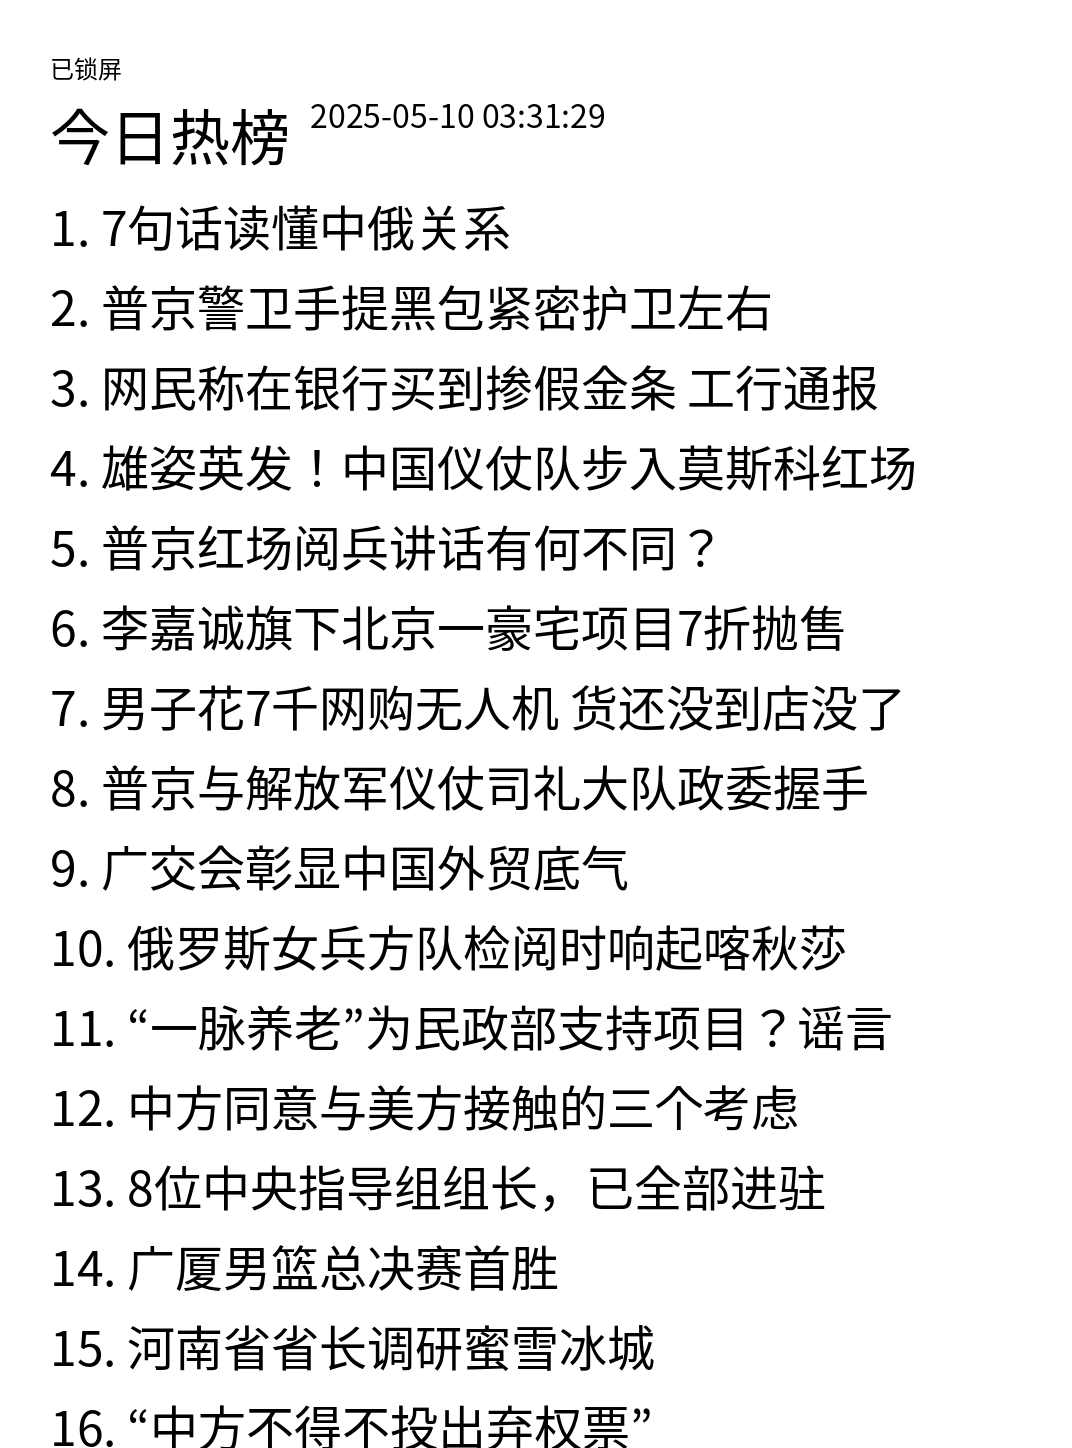 已锁屏
今日热榜 2025-05-10 03:31:29
1. 7句话读懂中俄关系
2. 普京警卫手提黑包紧密护卫左右
3. 网民称在银行买到掺假金条 工行通报
4. 雄姿英发！中国仪仗队步入莫斯科红场
5. 普京红场阅兵讲话有何不同？
6. 李嘉诚旗下北京一豪宅项目7折抛售
7. 男子花7千网购无人机 货还没到店没了
8. 普京与解放军仪仗司礼大队政委握手
9. 广交会彰显中国外贸底气
10. 俄罗斯女兵方队检阅时响起喀秋莎
11. “一脉养老”为民政部支持项目？谣言
12. 中方同意与美方接触的三个考虑
13. 8位中央指导组组长，已全部进驻
14. 广厦男篮总决赛首胜
15. 河南省省长调研蜜雪冰城
16. “中方不得不投出弃权票”